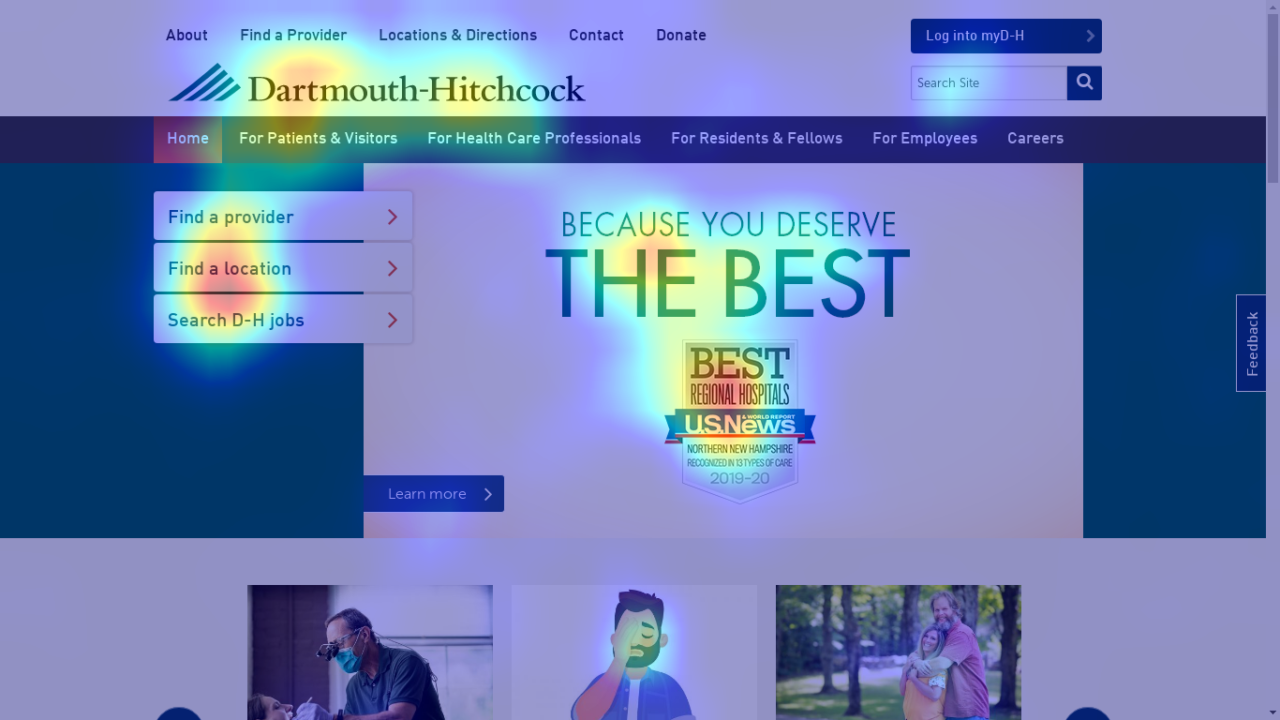 About Find a Provider Locations & Directions Contact Donate
Log into myD-H
Dartmouth-Hitchcock
Search Site
Home For Patients & Visitors For Health Care Professionals For Residents & Fellows For Employees Careers
Find a provider
Find a location
Search D-H jobs
BECAUSE YOU DESERVE
THE BEST
BEST
REGIONAL HOSPITALS
U.S.News & WORLD REPORT
NORTHERN NEW HAMPSHIRE
RECOGNIZED IN 13 TYPES OF CARE
2019-20
Learn more
Feedback